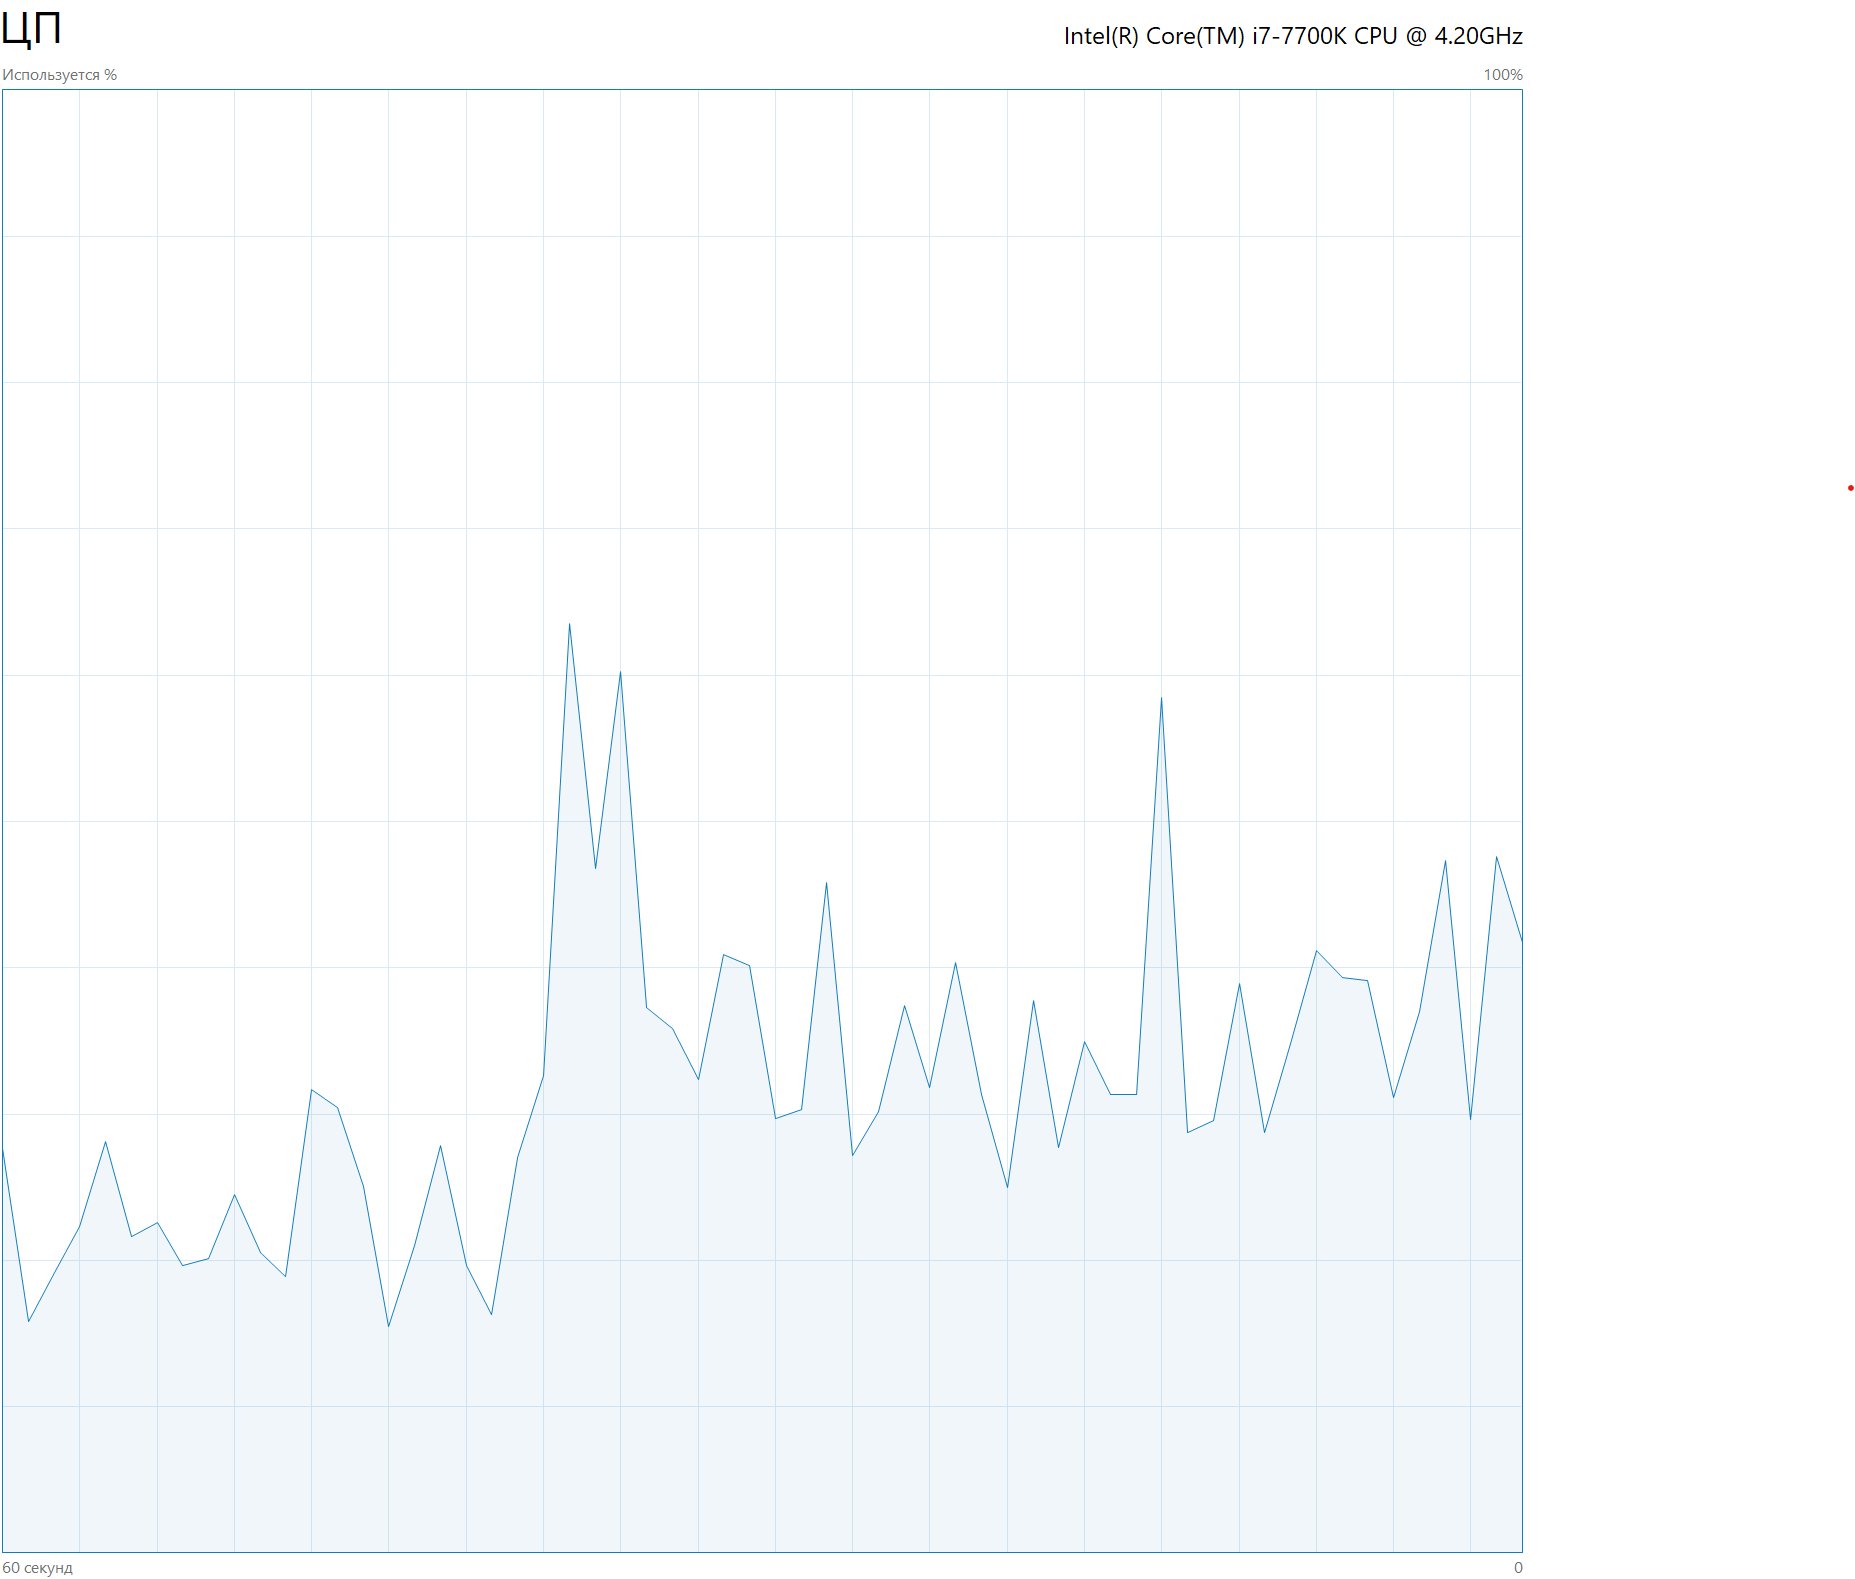 ЦП
Intel(R) Core(TM) i7-7700K CPU @ 4.20GHz
Используется %
100%
60 секунд
0